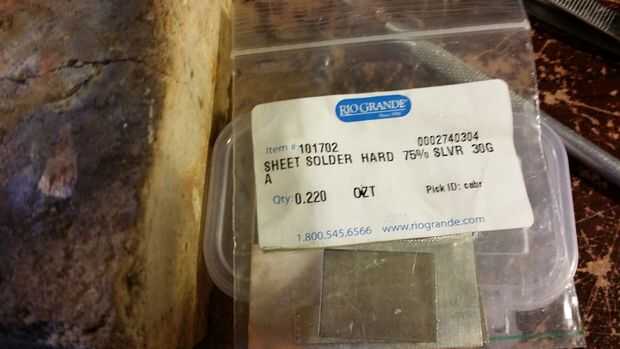 RIO GRANDE
Item # 101702 0002740304
SHEET SOLDER HARD 75% SLVR 30G
A
Qty: 0.220 OZT Pick ID: cabr
1.800.545.6566 www.riogrande.com